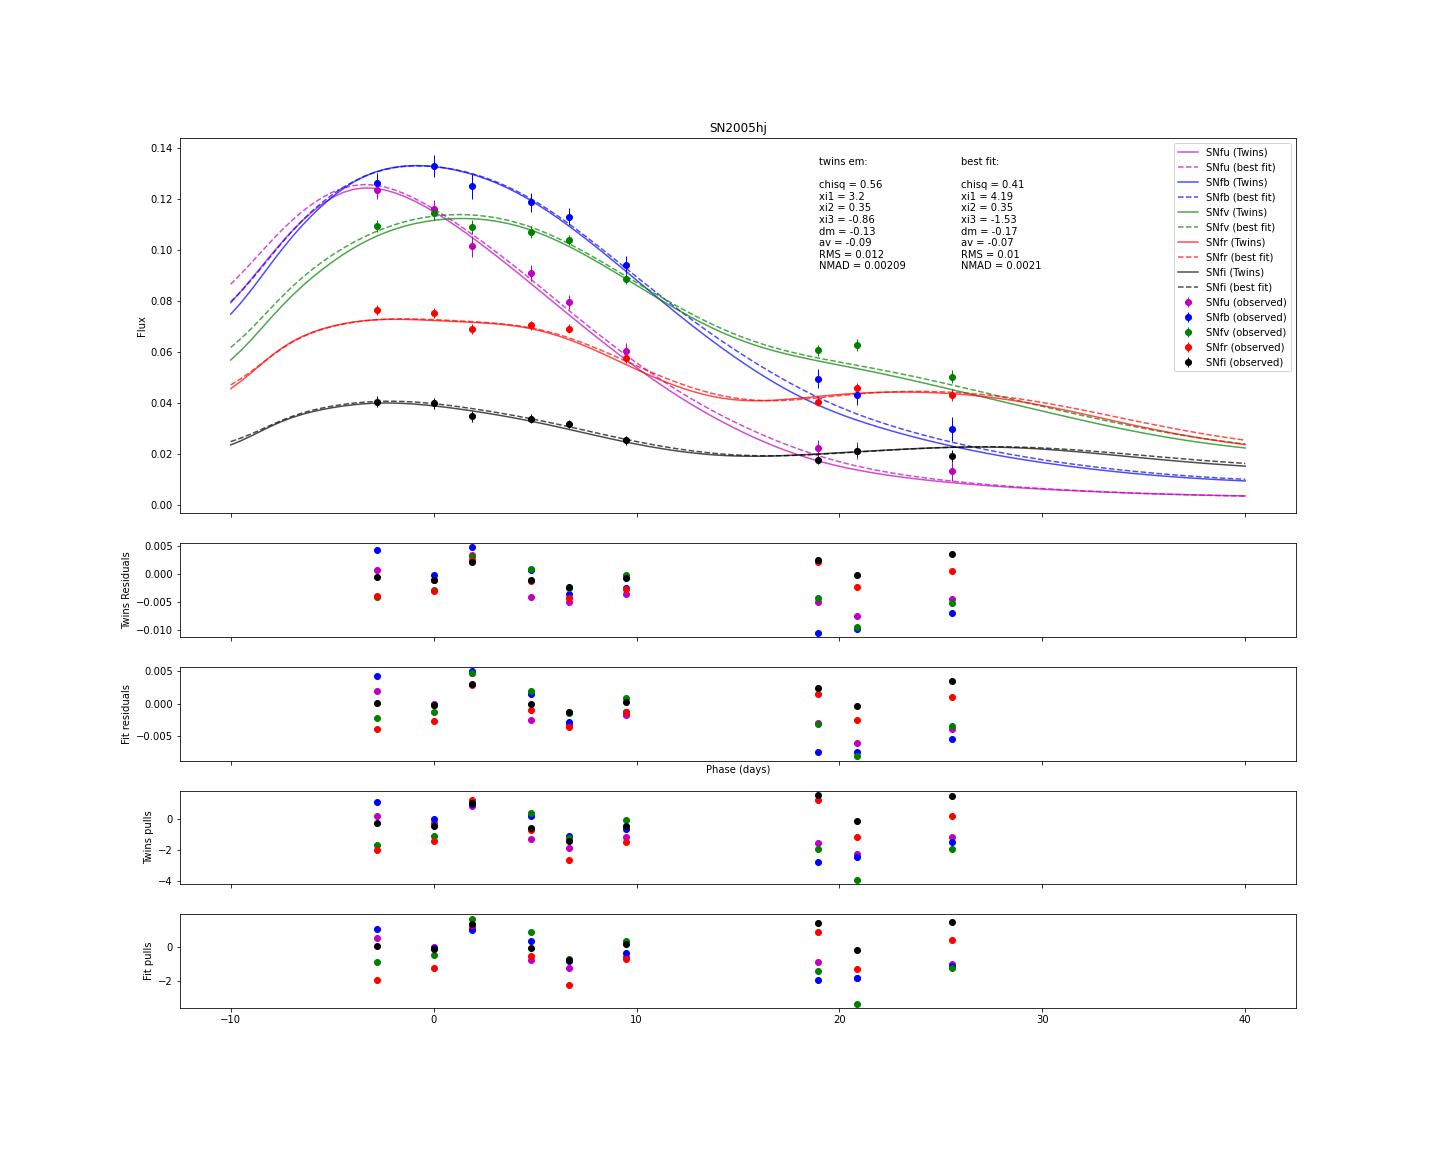 SN2005hj
0.14
0.12
0.10
0.08
0.06
0.04
0.02
0.00
Flux
twins em:
chisq = 0.56
xi1 = 3.2
xi2 = 0.35
xi3 = -0.86
dm = -0.13
av = -0.09
RMS = 0.012
NMAD = 0.00209
best fit:
chisq = 0.41
xi1 = 4.19
xi2 = 0.35
xi3 = -1.53
dm = -0.17
av = -0.07
RMS = 0.01
NMAD = 0.0021
SNfu (Twins)
SNfu (best fit)
SNfb (Twins)
SNfb (best fit)
SNfv (Twins)
SNfv (best fit)
SNfr (Twins)
SNfr (best fit)
SNfi (Twins)
SNfi (best fit)
SNfu (observed)
SNfb (observed)
SNfv (observed)
SNfr (observed)
SNfi (observed)
0.005
0.000
−0.005
−0.010
Twins Residuals
0.005
0.000
−0.005
Fit residuals
Phase (days)
0
−2
−4
Twins pulls
0
−2
Fit pulls
−10 0 10 20 30 40